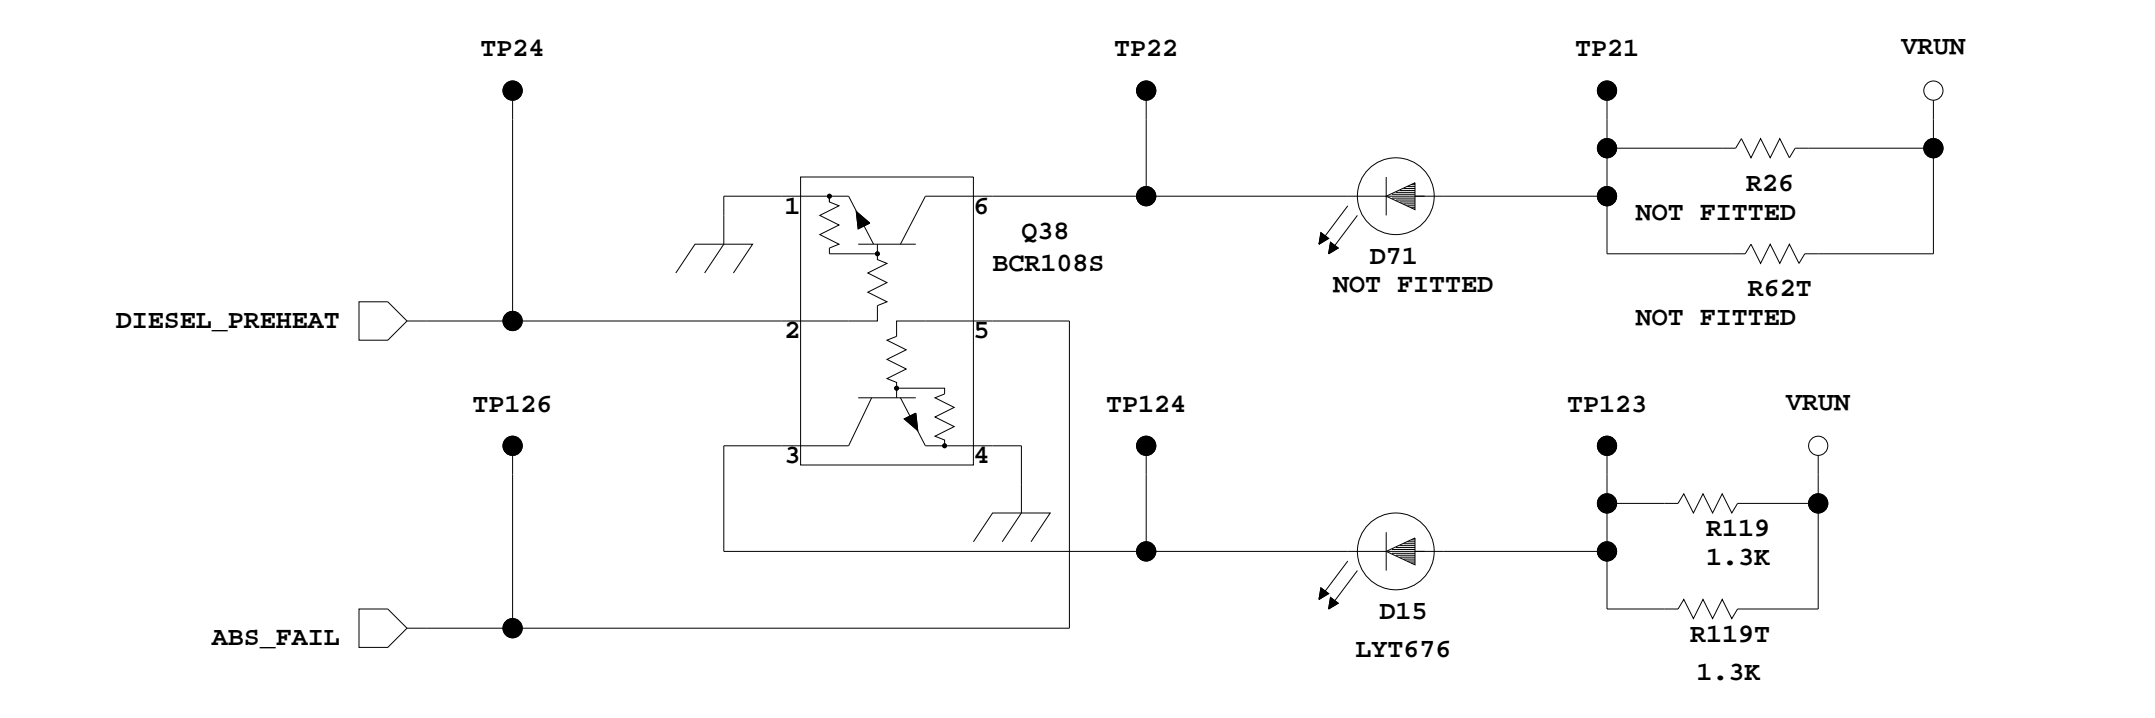 TP24
TP22
TP21
VRUN
1
6
Q38
BCR108S
R26
NOT FITTED
D71
NOT FITTED
R62T
NOT FITTED
DIESEL_PREHEAT
2
5
TP126
TP124
TP123
VRUN
3
4
R119
1.3K
D15
LYT676
R119T
1.3K
ABS_FAIL